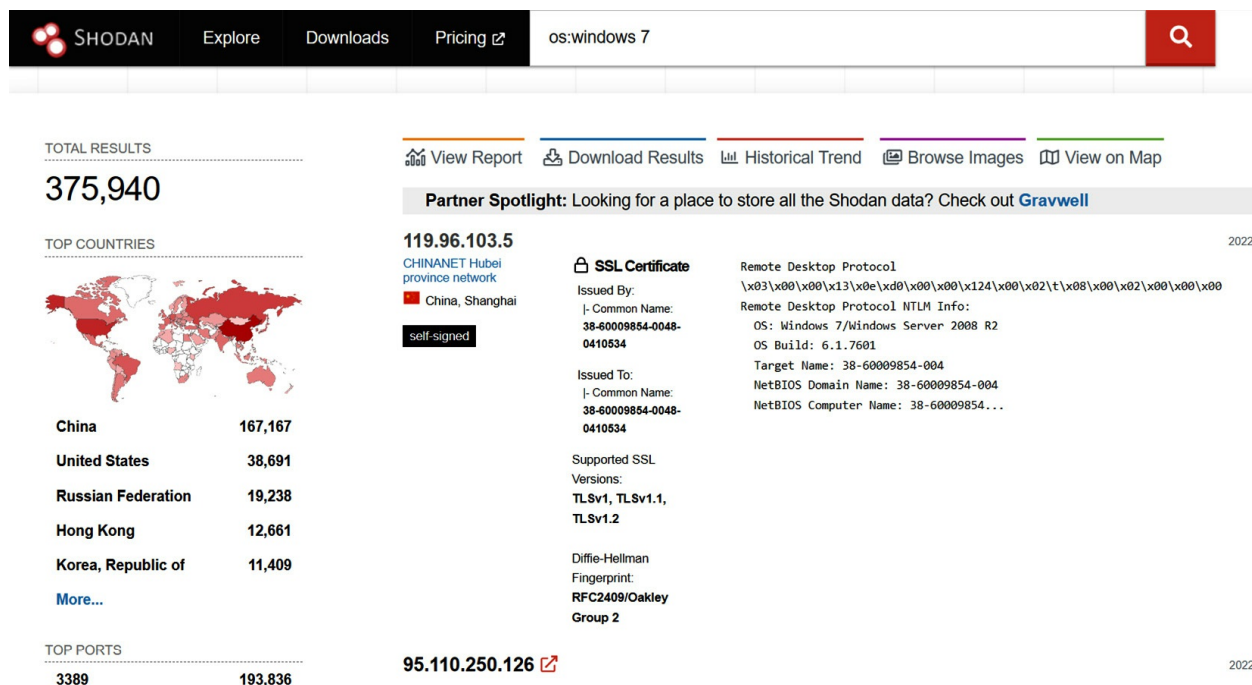 SHODAN
Explore
Downloads
Pricing
os:windows 7
TOTAL RESULTS
375,940
TOP COUNTRIES
China 167,167
United States 38,691
Russian Federation 19,238
Hong Kong 12,661
Korea, Republic of 11,409
More...
TOP PORTS
3389 193,836
View Report
Download Results
Historical Trend
Browse Images
View on Map
Partner Spotlight: Looking for a place to store all the Shodan data? Check out Gravwell
119.96.103.5
2022
CHINANET Hubei
province network
China, Shanghai
self-signed
SSL Certificate
Issued By:
|- Common Name:
38-60009854-0048-
0410534
Issued To:
|- Common Name:
38-60009854-0048-
0410534
Supported SSL
Versions:
TLSv1, TLSv1.1,
TLSv1.2
Diffie-Hellman
Fingerprint:
RFC2409/Oakley
Group 2
Remote Desktop Protocol
\x03\x00\x00\x13\x0e\xd0\x00\x00\x124\x00\x02\t\x08\x00\x02\x00\x00\x00
Remote Desktop Protocol NTLM Info:
OS: Windows 7/Windows Server 2008 R2
OS Build: 6.1.7601
Target Name: 38-60009854-004
NetBIOS Domain Name: 38-60009854-004
NetBIOS Computer Name: 38-60009854...
95.110.250.126
2022